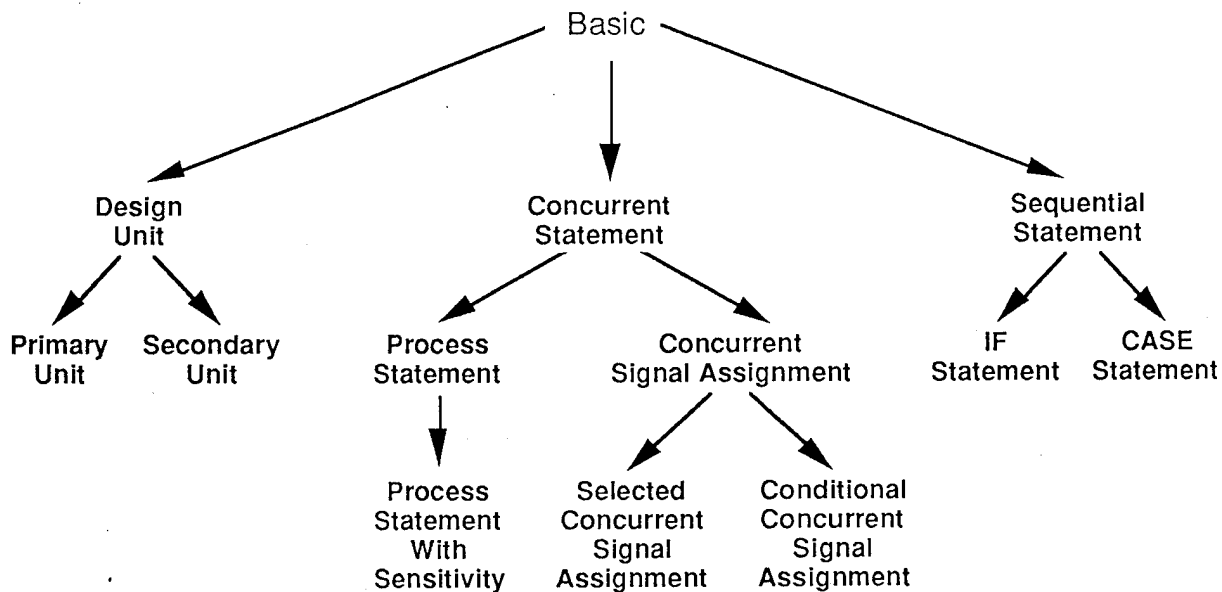 Basic
Design
Unit
Concurrent
Statement
Sequential
Statement
Primary
Unit
Secondary
Unit
Process
Statement
Concurrent
Signal Assignment
IF
Statement
CASE
Statement
Process
Statement
With
Sensitivity
Selected
Concurrent
Signal
Assignment
Conditional
Concurrent
Signal
Assignment